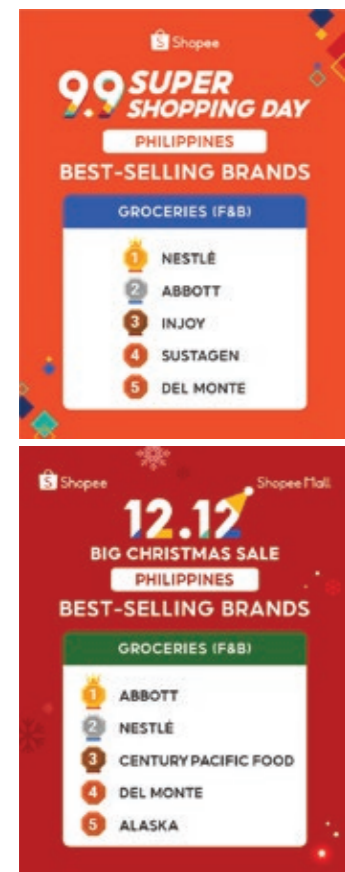 Shopee
9.9 SUPER
SHOPPING DAY
PHILIPPINES
BEST-SELLING BRANDS
GROCERIES (F&B)
1 NESTLÉ
2 ABBOTT
3 INJOY
4 SUSTAGEN
5 DEL MONTE
Shopee Shopee Mall
12.12
BIG CHRISTMAS SALE
PHILIPPINES
BEST-SELLING BRANDS
GROCERIES (F&B)
1 ABBOTT
2 NESTLÉ
3 CENTURY PACIFIC FOOD
4 DEL MONTE
5 ALASKA